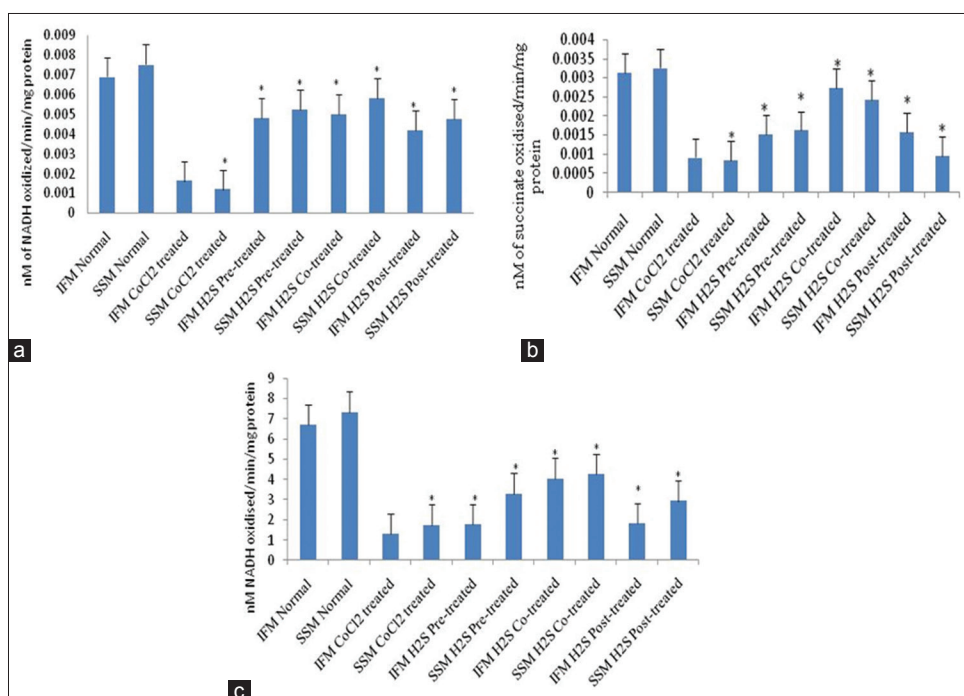 nM of NADH oxidized/min/mg protein
0.009
0.008
0.007
0.006
0.005
0.004
0.003
0.002
0.001
0
*
*
*
*
*
*
*
IFM Normal
SSM Normal
IFM CoCl2 treated
SSM CoCl2 treated
IFM H2S Pre-treated
SSM H2S Pre-treated
IFM H2S Co-treated
SSM H2S Co-treated
IFM H2S Post-treated
SSM H2S Post-treated
a
nM of succinate oxidised/min/mg
protein
0.004
0.0035
0.003
0.0025
0.002
0.0015
0.001
0.0005
0
*
*
*
*
*
*
*
IFM Normal
SSM Normal
IFM CoCl2 treated
SSM CoCl2 treated
IFM H2S Pre-treated
SSM H2S Pre-treated
IFM H2S Co-treated
SSM H2S Co-treated
IFM H2S Post-treated
SSM H2S Post-treated
b
nM NADH oxidised/min/mg protein
9
8
7
6
5
4
3
2
1
0
*
*
*
*
*
*
*
IFM Normal
SSM Normal
IFM CoCl2 treated
SSM CoCl2 treated
IFM H2S Pre-treated
SSM H2S Pre-treated
IFM H2S Co-treated
SSM H2S Co-treated
IFM H2S Post-treated
SSM H2S Post-treated
c